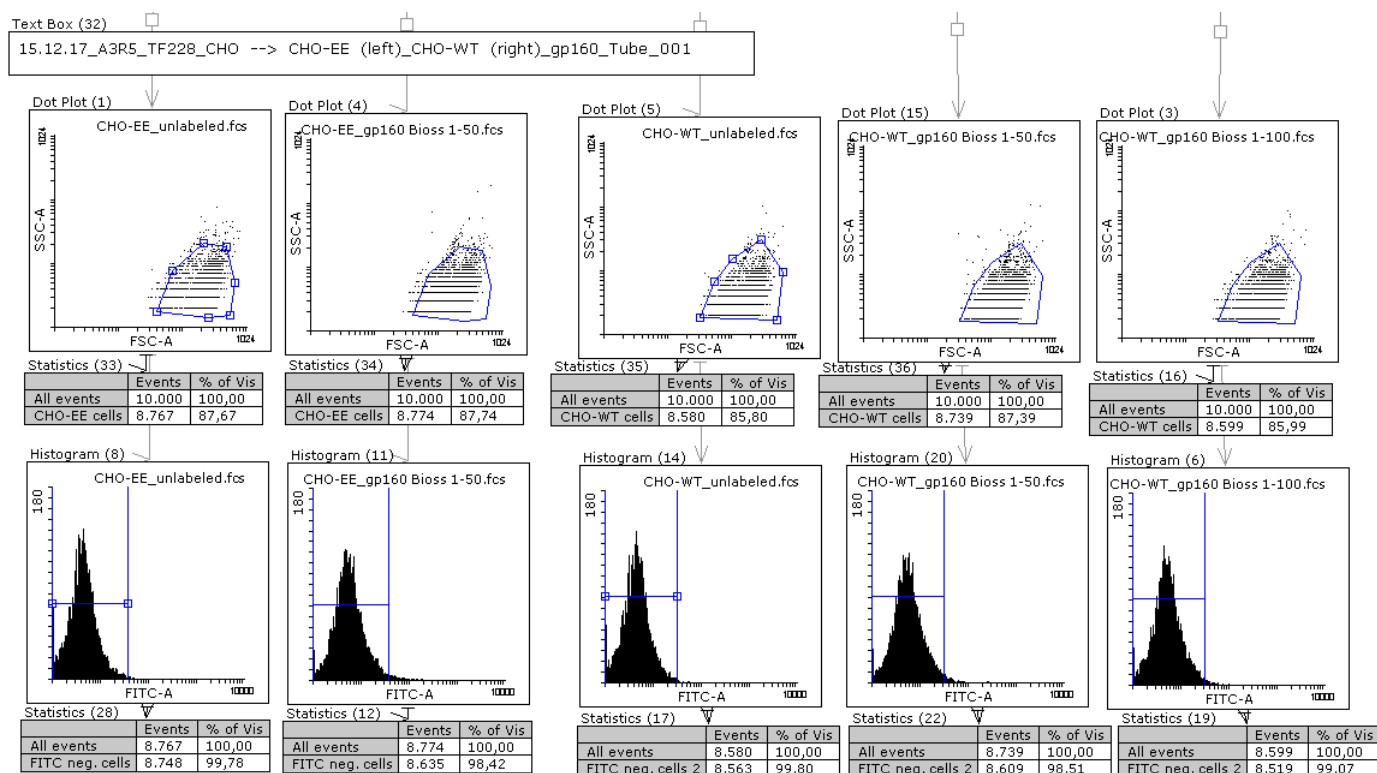 Text Box (32)
15.12.17_A3R5_TF228_CHO --> CHO-EE (left)_CHO-WT (right)_gp160_Tube_001
Dot Plot (1)
CHO-EE_unlabeled.fcs
1024
SSC-A
FSC-A
1024
Dot Plot (4)
CHO-EE_gp160 Bioss 1-50.fcs
1024
SSC-A
FSC-A
1024
Dot Plot (5)
CHO-WT_unlabeled.fcs
1024
SSC-A
FSC-A
1024
Dot Plot (15)
CHO-WT_gp160 Bioss 1-50.fcs
1024
SSC-A
FSC-A
1024
Dot Plot (3)
CHO-WT_gp160 Bioss 1-100.fcs
1024
SSC-A
FSC-A
1024
Statistics (33)
Events % of Vis
All events 10.000 100,00
CHO-EE cells 8.767 87,67
Statistics (34)
Events % of Vis
All events 10.000 100,00
CHO-EE cells 8.774 87,74
Statistics (35)
Events % of Vis
All events 10.000 100,00
CHO-WT cells 8.580 85,80
Statistics (36)
Events % of Vis
All events 10.000 100,00
CHO-WT cells 8.739 87,39
Statistics (16)
Events % of Vis
All events 10.000 100,00
CHO-WT cells 8.599 85,99
Histogram (8)
CHO-EE_unlabeled.fcs
180
FITC-A
10000
Histogram (11)
CHO-EE_gp160 Bioss 1-50.fcs
180
FITC-A
10000
Histogram (14)
CHO-WT_unlabeled.fcs
180
FITC-A
10000
Histogram (20)
CHO-WT_gp160 Bioss 1-50.fcs
180
FITC-A
10000
Histogram (6)
CHO-WT_gp160 Bioss 1-100.fcs
180
FITC-A
10000
Statistics (28)
Events % of Vis
All events 8.767 100,00
FITC neg. cells 8.748 99,78
Statistics (12)
Events % of Vis
All events 8.774 100,00
FITC neg. cells 8.635 98,42
Statistics (17)
Events % of Vis
All events 8.580 100,00
FITC neg. cells 2 8.563 99,80
Statistics (22)
Events % of Vis
All events 8.739 100,00
FITC neg. cells 2 8.609 98,51
Statistics (19)
Events % of Vis
All events 8.599 100,00
FITC neg. cells 2 8.519 99,07